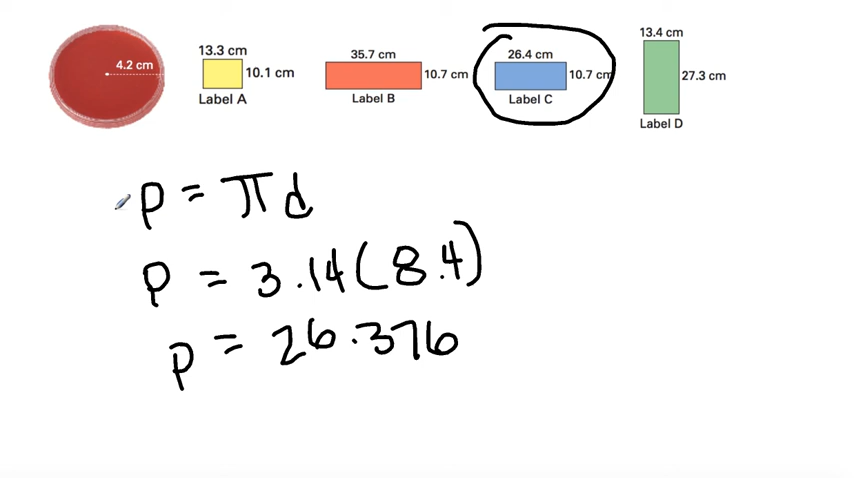 4.2 cm
13.3 cm
10.1 cm
Label A
35.7 cm
10.7 cm
Label B
26.4 cm
10.7 cm
Label C
13.4 cm
27.3 cm
Label D
p = πd
p = 3.14(8.4)
p = 26.376